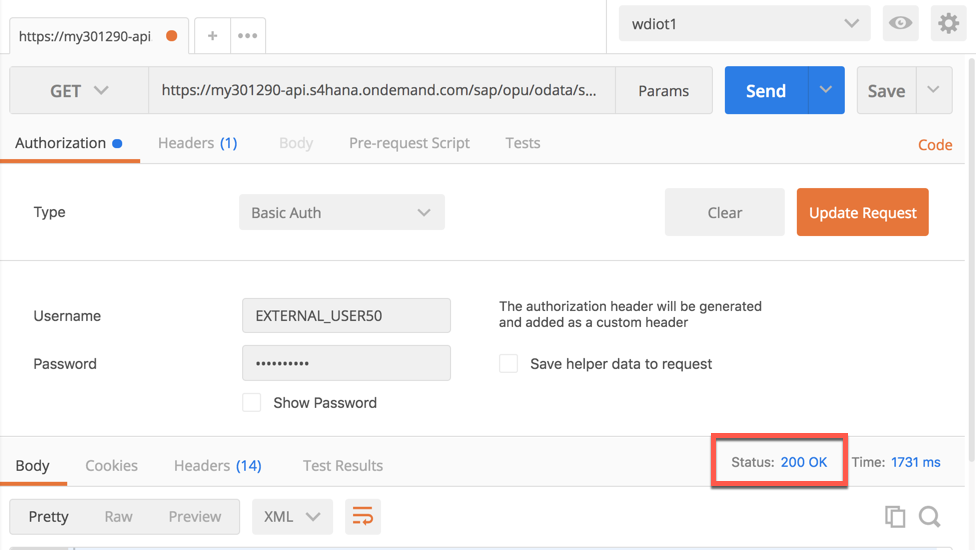 https://my301290-api + ••• wdiot1
GET https://my301290-api.s4hana.ondemand.com/sap/opu/odata/s... Params Send Save
Authorization Headers (1) Body Pre-request Script Tests Code
Type Basic Auth Clear Update Request
Username EXTERNAL_USER50 The authorization header will be generated
and added as a custom header
Password •••••••••• Save helper data to request
Show Password
Body Cookies Headers (14) Test Results Status: 200 OK Time: 1731 ms
Pretty Raw Preview XML